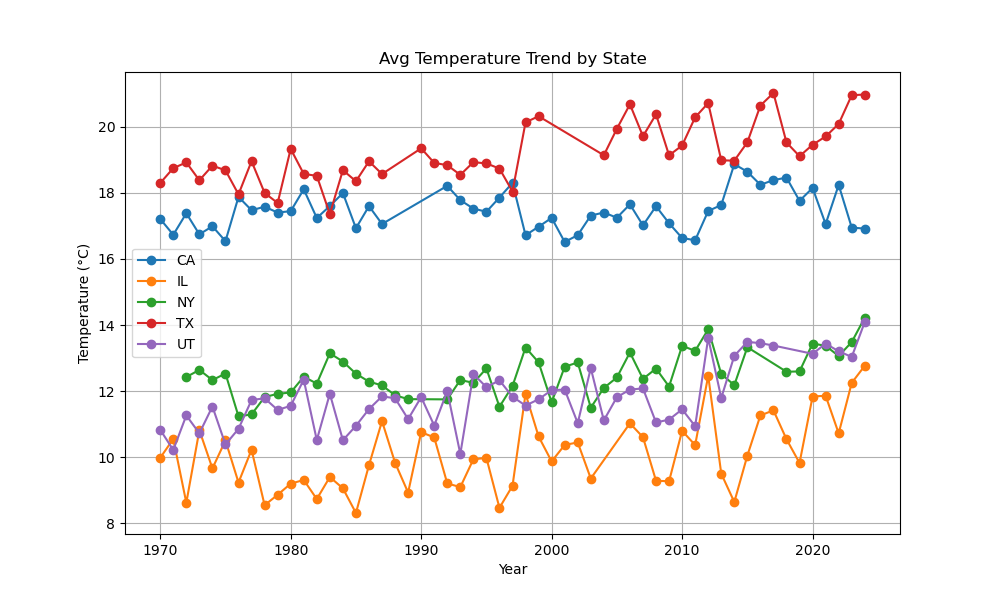 Avg Temperature Trend by State
Temperature (°C)
20
18
16
14
12
10
8
CA
IL
NY
TX
UT
1970 1980 1990 2000 2010 2020
Year